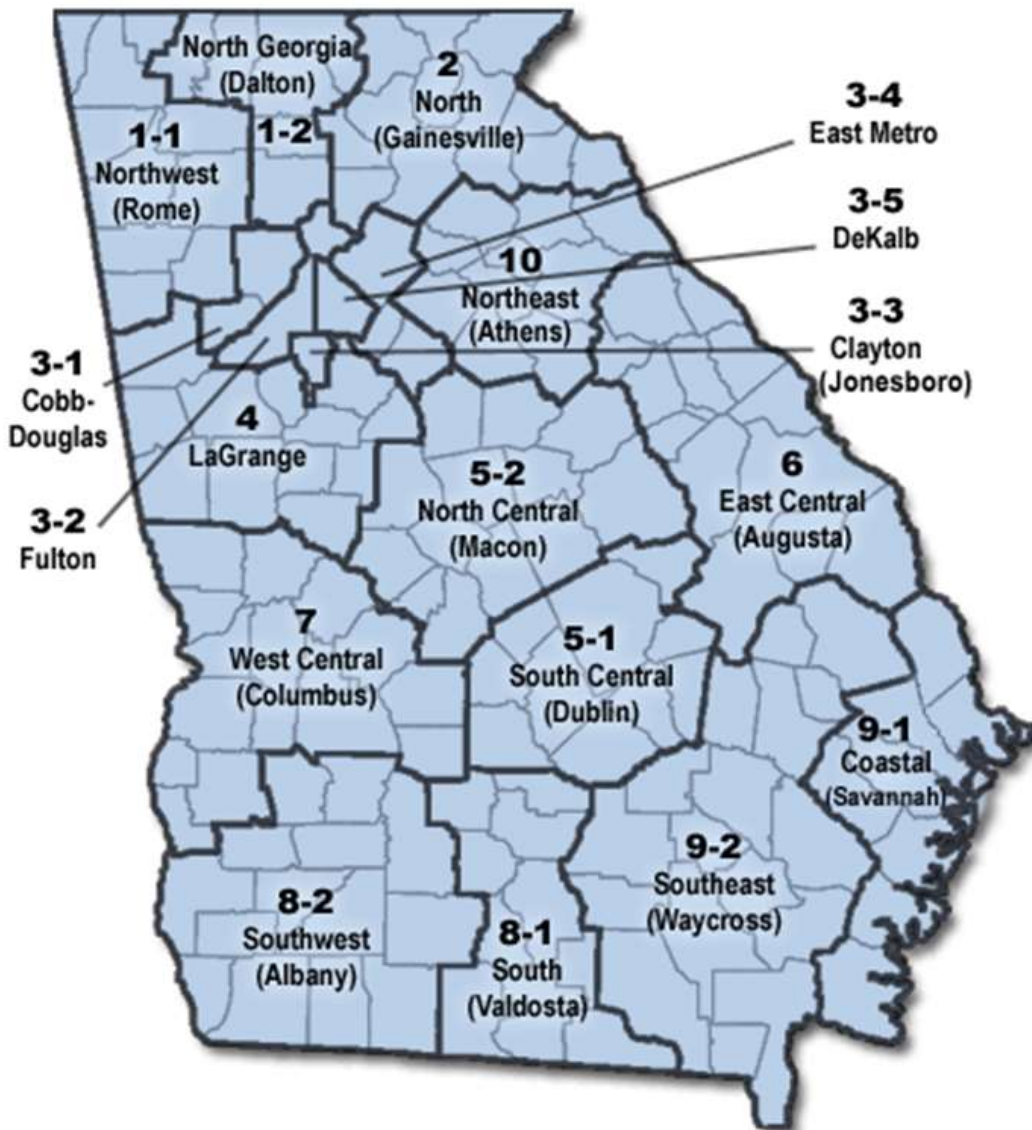 North Georgia
(Dalton)
1-2
2
North
(Gainesville)
1-1
Northwest
(Rome)
3-4
East Metro
3-5
DeKalb
10
Northeast
(Athens)
3-3
Clayton
(Jonesboro)
3-1
Cobb-
Douglas
4
LaGrange
3-2
Fulton
5-2
North Central
(Macon)
6
East Central
(Augusta)
7
West Central
(Columbus)
5-1
South Central
(Dublin)
9-1
Coastal
(Savannah)
9-2
Southeast
(Waycross)
8-2
Southwest
(Albany)
8-1
South
(Valdosta)